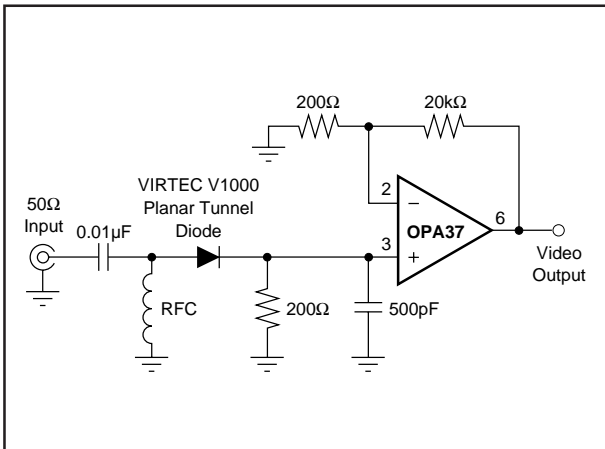 200Ω
20kΩ
VIRTEC V1000
Planar Tunnel
Diode
50Ω
Input
0.01µF
2
–
OPA37
6
3
+
Video
Output
RFC
200Ω
500pF